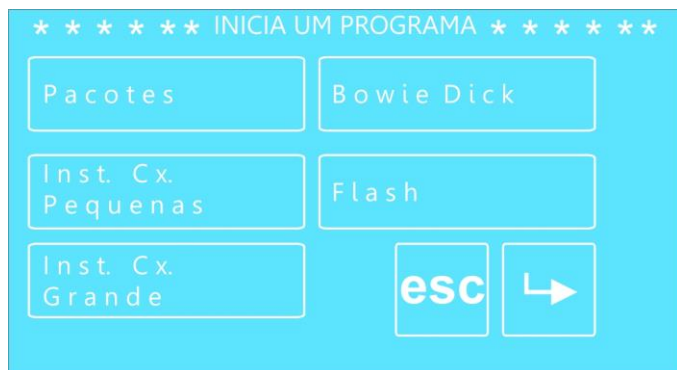 * * * * * * INICIA UM PROGRAMA * * * * * *
Pacotes
Bowie Dick
Inst. Cx.
Pequenas
Flash
Inst. Cx.
Grande
esc